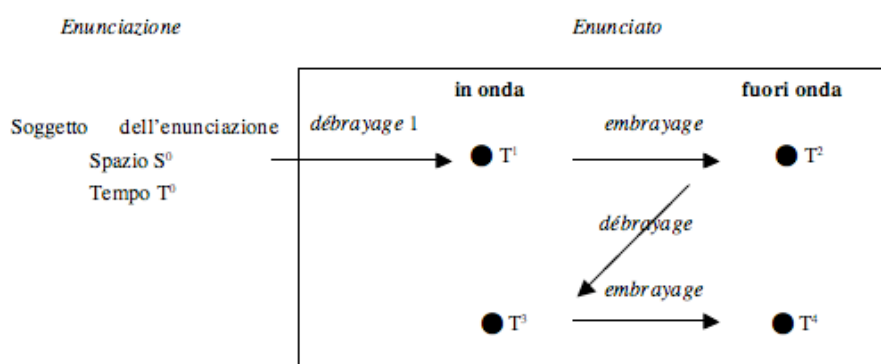 Enunciazione Enunciato
in onda fuori onda
Soggetto dell'enunciazione débrayage 1 embrayage
Spazio S⁰ T¹ T²
Tempo T⁰
débrayage
embrayage
T³ T⁴